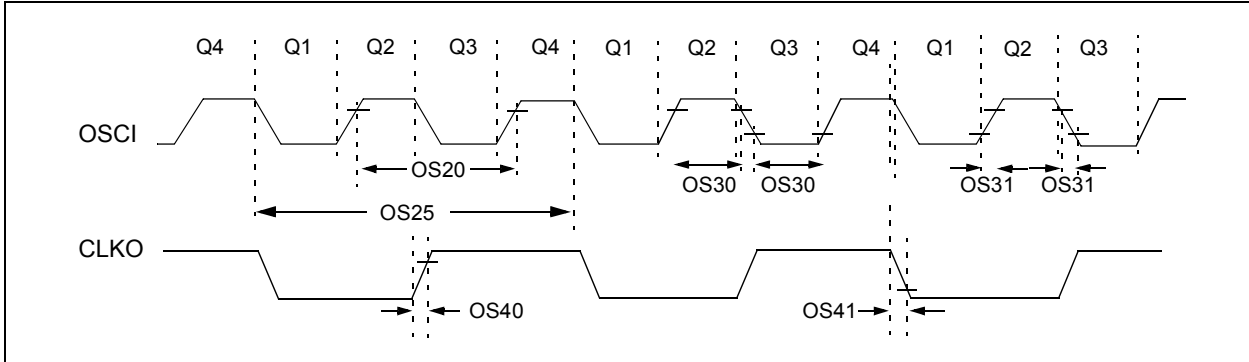 Q4 Q1 Q2 Q3 Q4 Q1 Q2 Q3 Q4 Q1 Q2 Q3
OSCI
OS20
OS30 OS30
OS31 OS31
OS25
CLKO
OS40
OS41